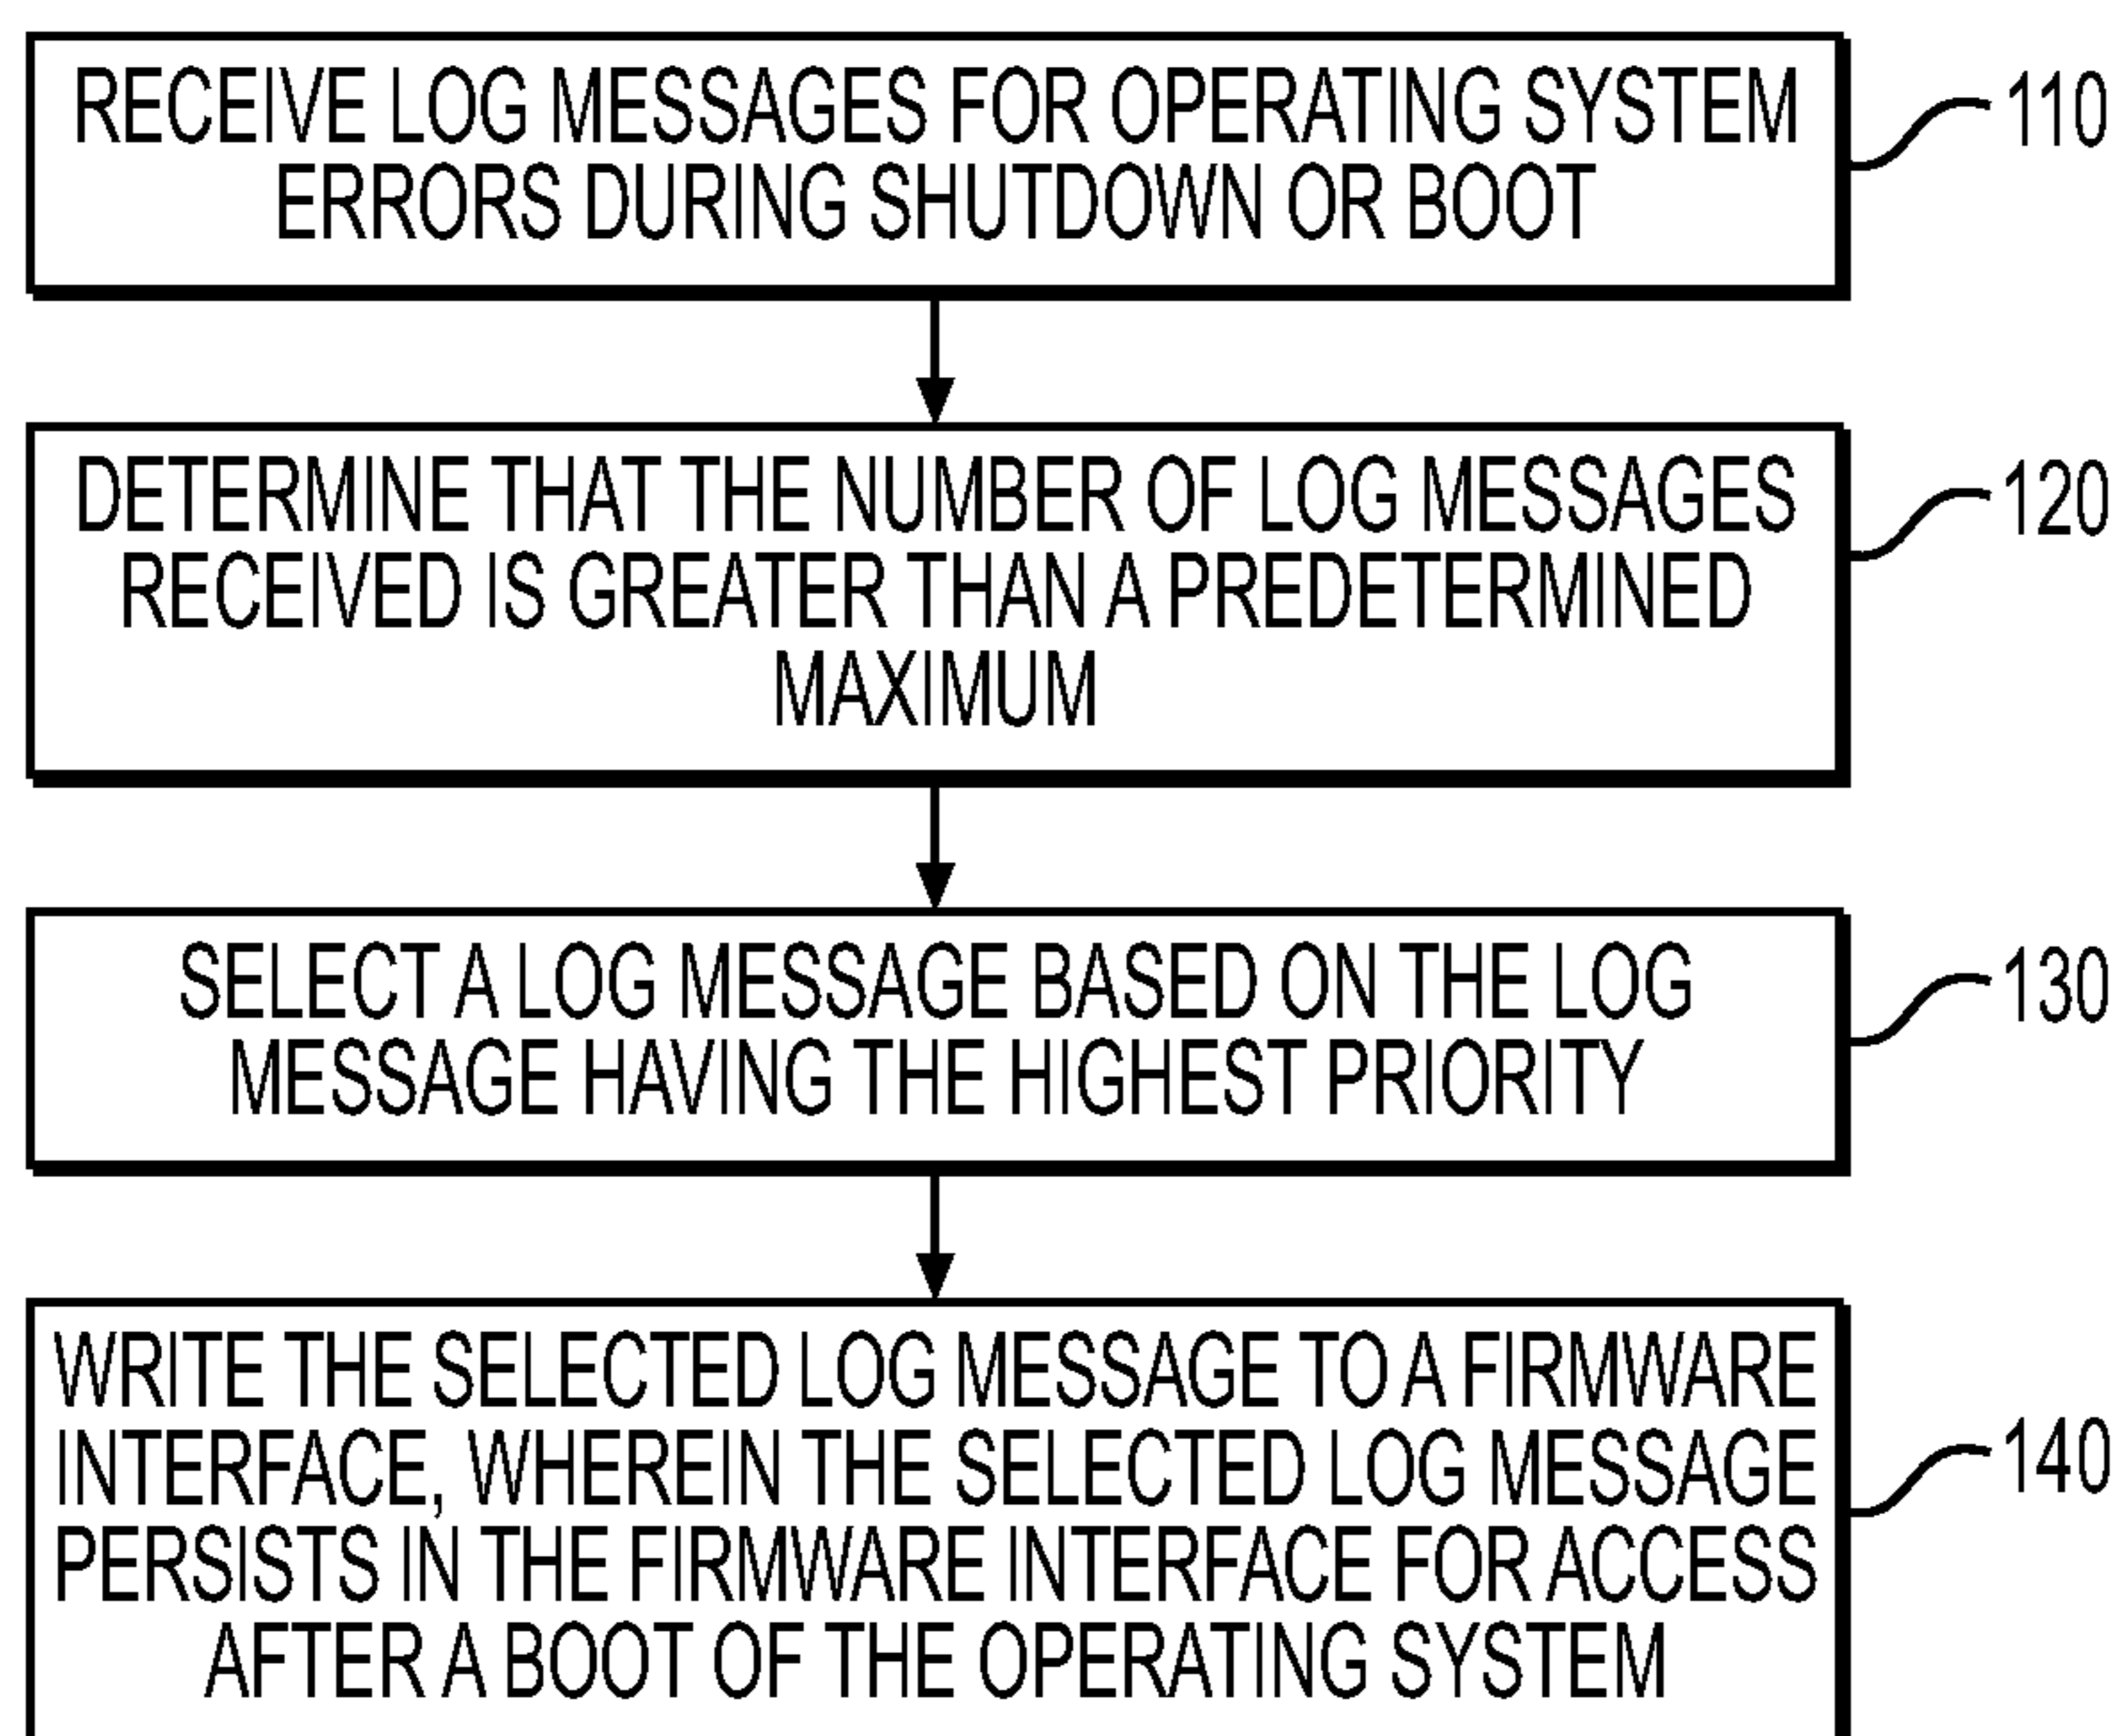 RECEIVE LOG MESSAGES FOR OPERATING SYSTEM
ERRORS DURING SHUTDOWN OR BOOT
110
DETERMINE THAT THE NUMBER OF LOG MESSAGES
RECEIVED IS GREATER THAN A PREDETERMINED
MAXIMUM
120
SELECT A LOG MESSAGE BASED ON THE LOG
MESSAGE HAVING THE HIGHEST PRIORITY
130
WRITE THE SELECTED LOG MESSAGE TO A FIRMWARE
INTERFACE, WHEREIN THE SELECTED LOG MESSAGE
PERSISTS IN THE FIRMWARE INTERFACE FOR ACCESS
AFTER A BOOT OF THE OPERATING SYSTEM
140